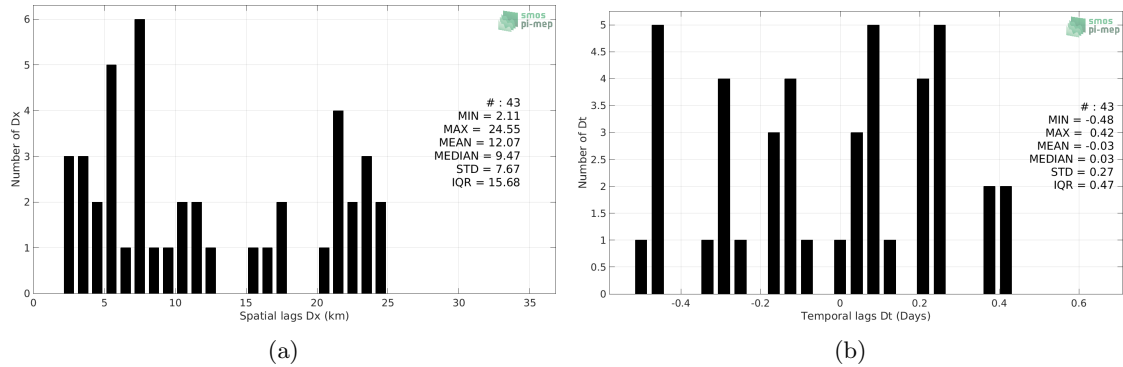 6
5
4
3
2
1
0
Number of Dx
0 5 10 15 20 25 30 35
Spatial lags Dx (km)
smos
pi-mep
# : 43
MIN = 2.11
MAX = 24.55
MEAN = 12.07
MEDIAN = 9.47
STD = 7.67
IQR = 15.68
(a)
5
4.5
4
3.5
3
2.5
2
1.5
1
0.5
0
Number of Dt
-0.4 -0.2 0 0.2 0.4 0.6
Temporal lags Dt (Days)
smos
pi-mep
# : 43
MIN = -0.48
MAX = 0.42
MEAN = -0.03
MEDIAN = 0.03
STD = 0.27
IQR = 0.47
(b)